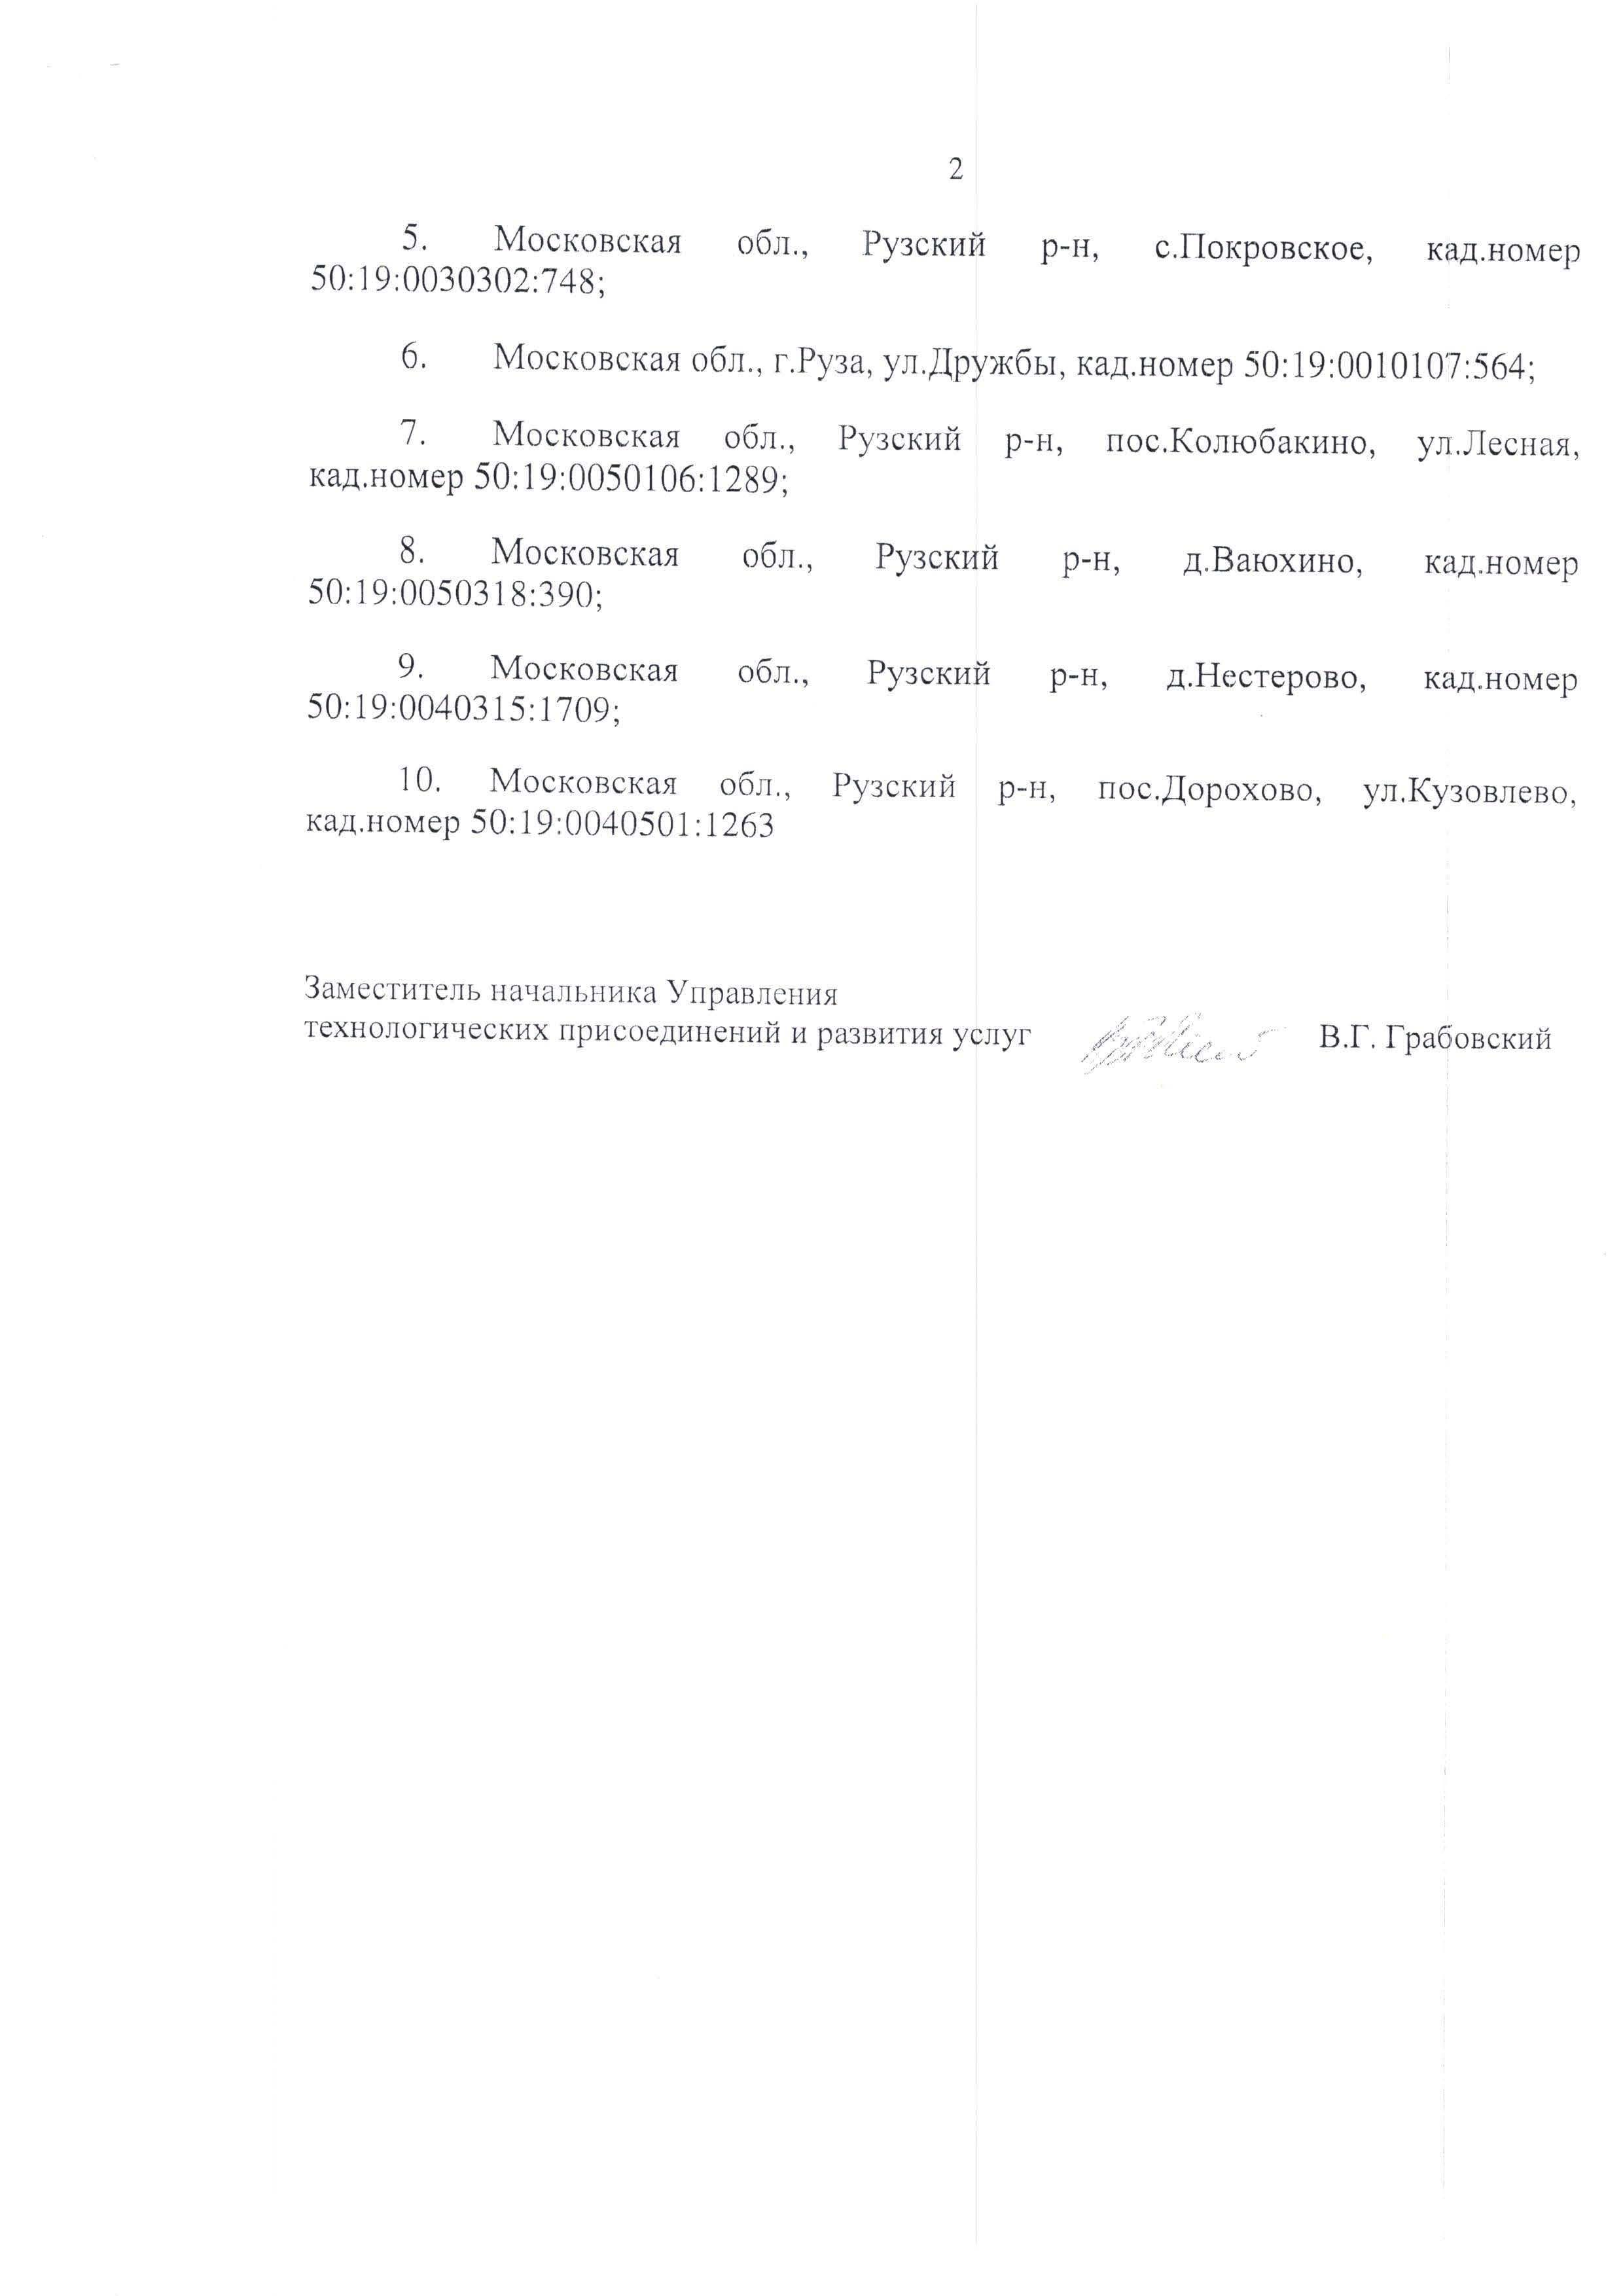 2
5. Московская обл., Рузский р-н, с.Покровское, кад.номер
50:19:0030302:748;
6. Московская обл., г.Руза, ул.Дружбы, кад.номер 50:19:0010107:564;
7. Московская обл., Рузский р-н, пос.Колюбакино, ул.Лесная,
кад.номер 50:19:0050106:1289;
8. Московская обл., Рузский р-н, д.Ваюхино, кад.номер
50:19:0050318:390;
9. Московская обл., Рузский р-н, д.Нестерово, кад.номер
50:19:0040315:1709;
10. Московская обл., Рузский р-н, пос.Дорохово, ул.Кузовлево,
кад.номер 50:19:0040501:1263
Заместитель начальника Управления
технологических присоединений и развития услуг В.Г. Грабовский